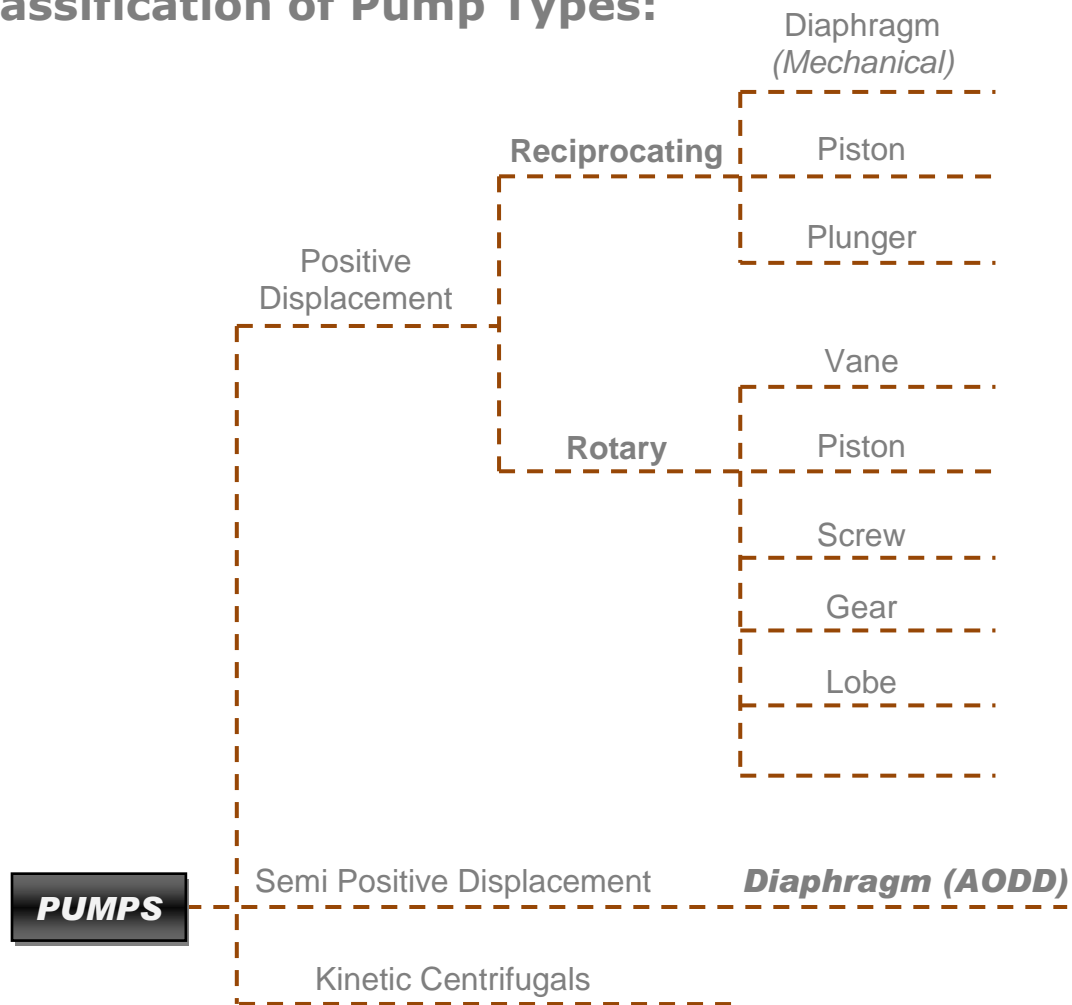 assification of Pump Types:
Diaphragm
(Mechanical)
Reciprocating
Piston
Plunger
Positive
Displacement
Vane
Rotary
Piston
Screw
Gear
Lobe
PUMPS
Semi Positive Displacement
Diaphragm (AODD)
Kinetic Centrifugals